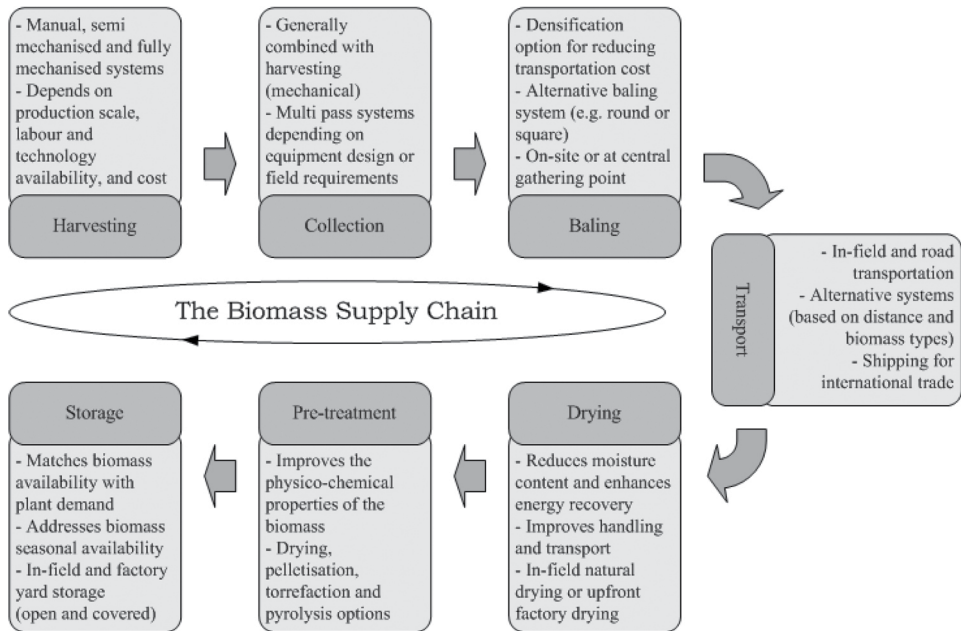 - Manual, semi
mechanised and fully
mechanised systems
- Depends on
production scale,
labour and
technology
availability, and cost
Harvesting
- Generally
combined with
harvesting
(mechanical)
- Multi pass systems
depending on
equipment design or
field requirements
Collection
- Densification
option for reducing
transportation cost
- Alternative baling
system (e.g. round or
square)
- On-site or at central
gathering point
Baling
Transport
- In-field and road
transportation
- Alternative systems
(based on distance and
biomass types)
- Shipping for
international trade
The Biomass Supply Chain
Drying
- Reduces moisture
content and enhances
energy recovery
- Improves handling
and transport
- In-field natural
drying or upfront
factory drying
Pre-treatment
- Improves the
physico-chemical
properties of the
biomass
- Drying,
pelletisation,
torrefaction and
pyrolysis options
Storage
- Matches biomass
availability with
plant demand
- Addresses biomass
seasonal availability
- In-field and factory
yard storage
(open and covered)